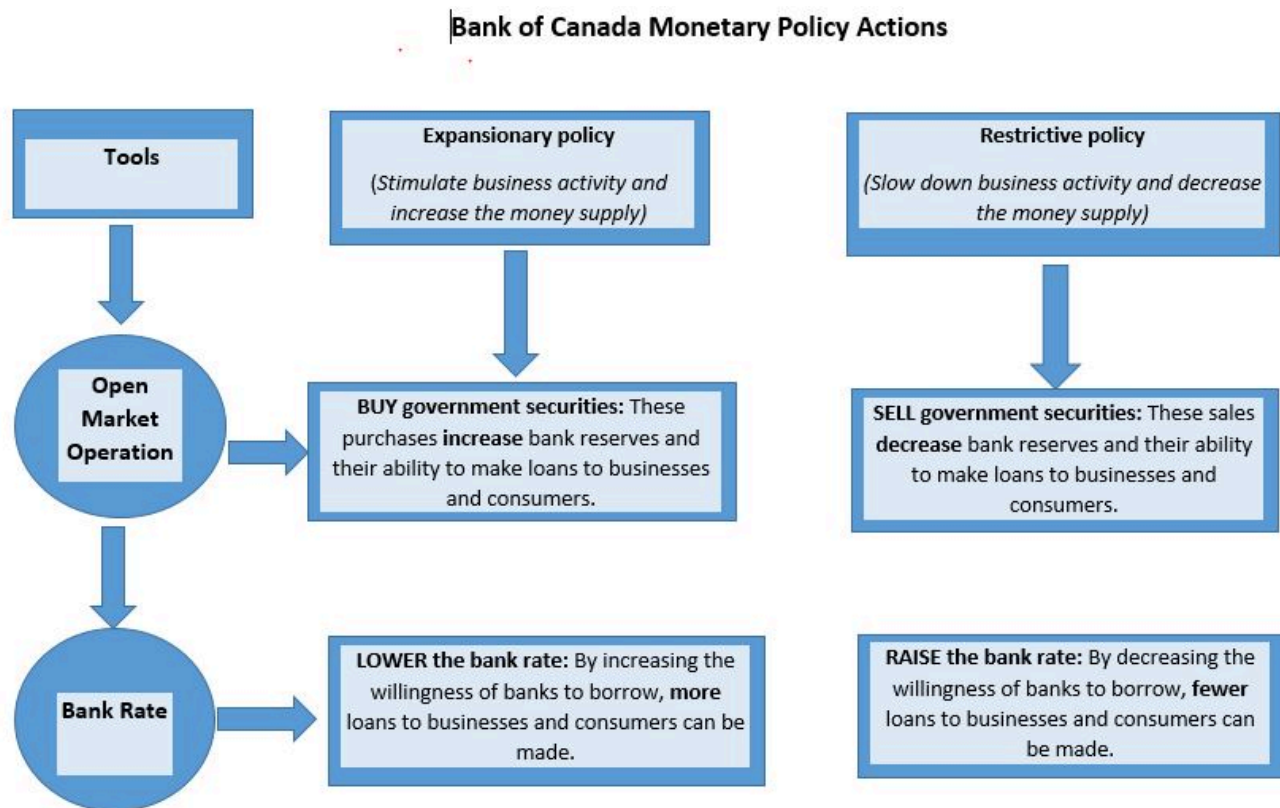 Bank of Canada Monetary Policy Actions
Tools
Expansionary policy
(Stimulate business activity and
increase the money supply)
Restrictive policy
(Slow down business activity and decrease
the money supply)
Open
Market
Operation
BUY government securities: These
purchases increase bank reserves and
their ability to make loans to businesses
and consumers.
SELL government securities: These sales
decrease bank reserves and their ability
to make loans to businesses and
consumers.
Bank Rate
LOWER the bank rate: By increasing the
willingness of banks to borrow, more
loans to businesses and consumers can be
made.
RAISE the bank rate: By decreasing the
willingness of banks to borrow, fewer
loans to businesses and consumers can
be made.